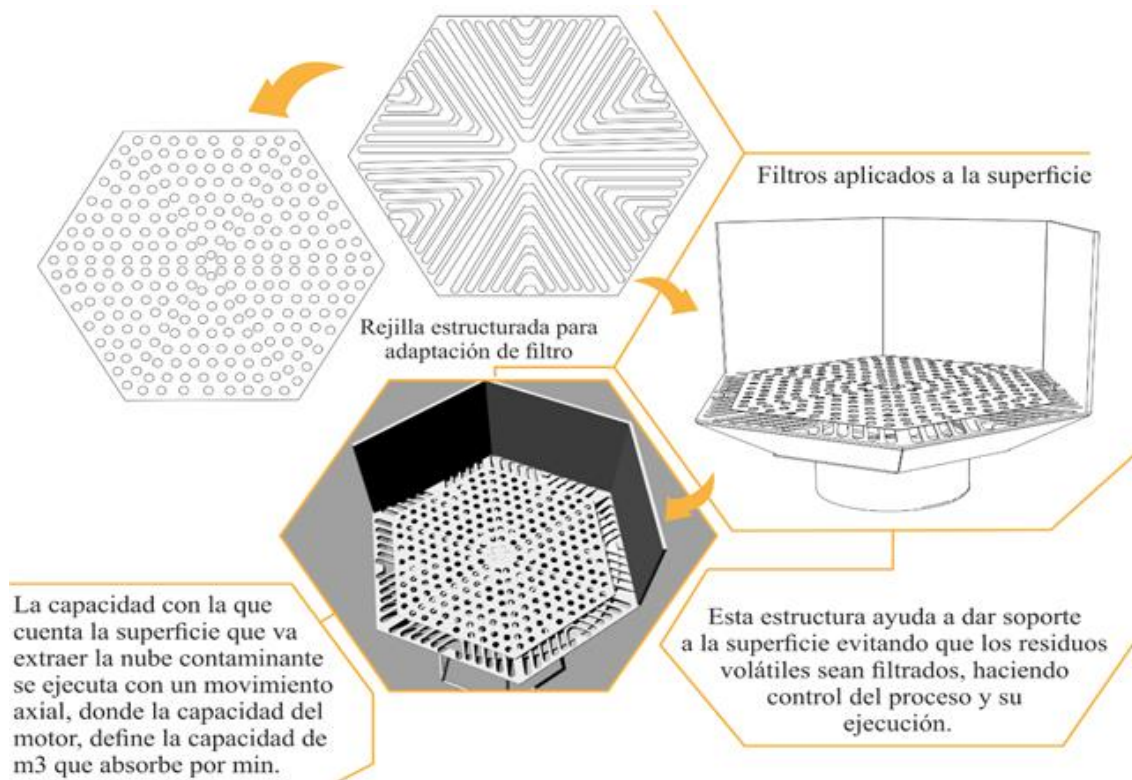 Filtros aplicados a la superficie
Rejilla estructurada para
adaptación de filtro
La capacidad con la que
cuenta la superficie que va
extraer la nube contaminante
se ejecuta con un movimiento
axial, donde la capacidad del
motor, define la capacidad de
m3 que absorbe por min.
Esta estructura ayuda a dar soporte
a la superficie evitando que los residuos
volátiles sean filtrados, haciendo
control del proceso y su
ejecución.